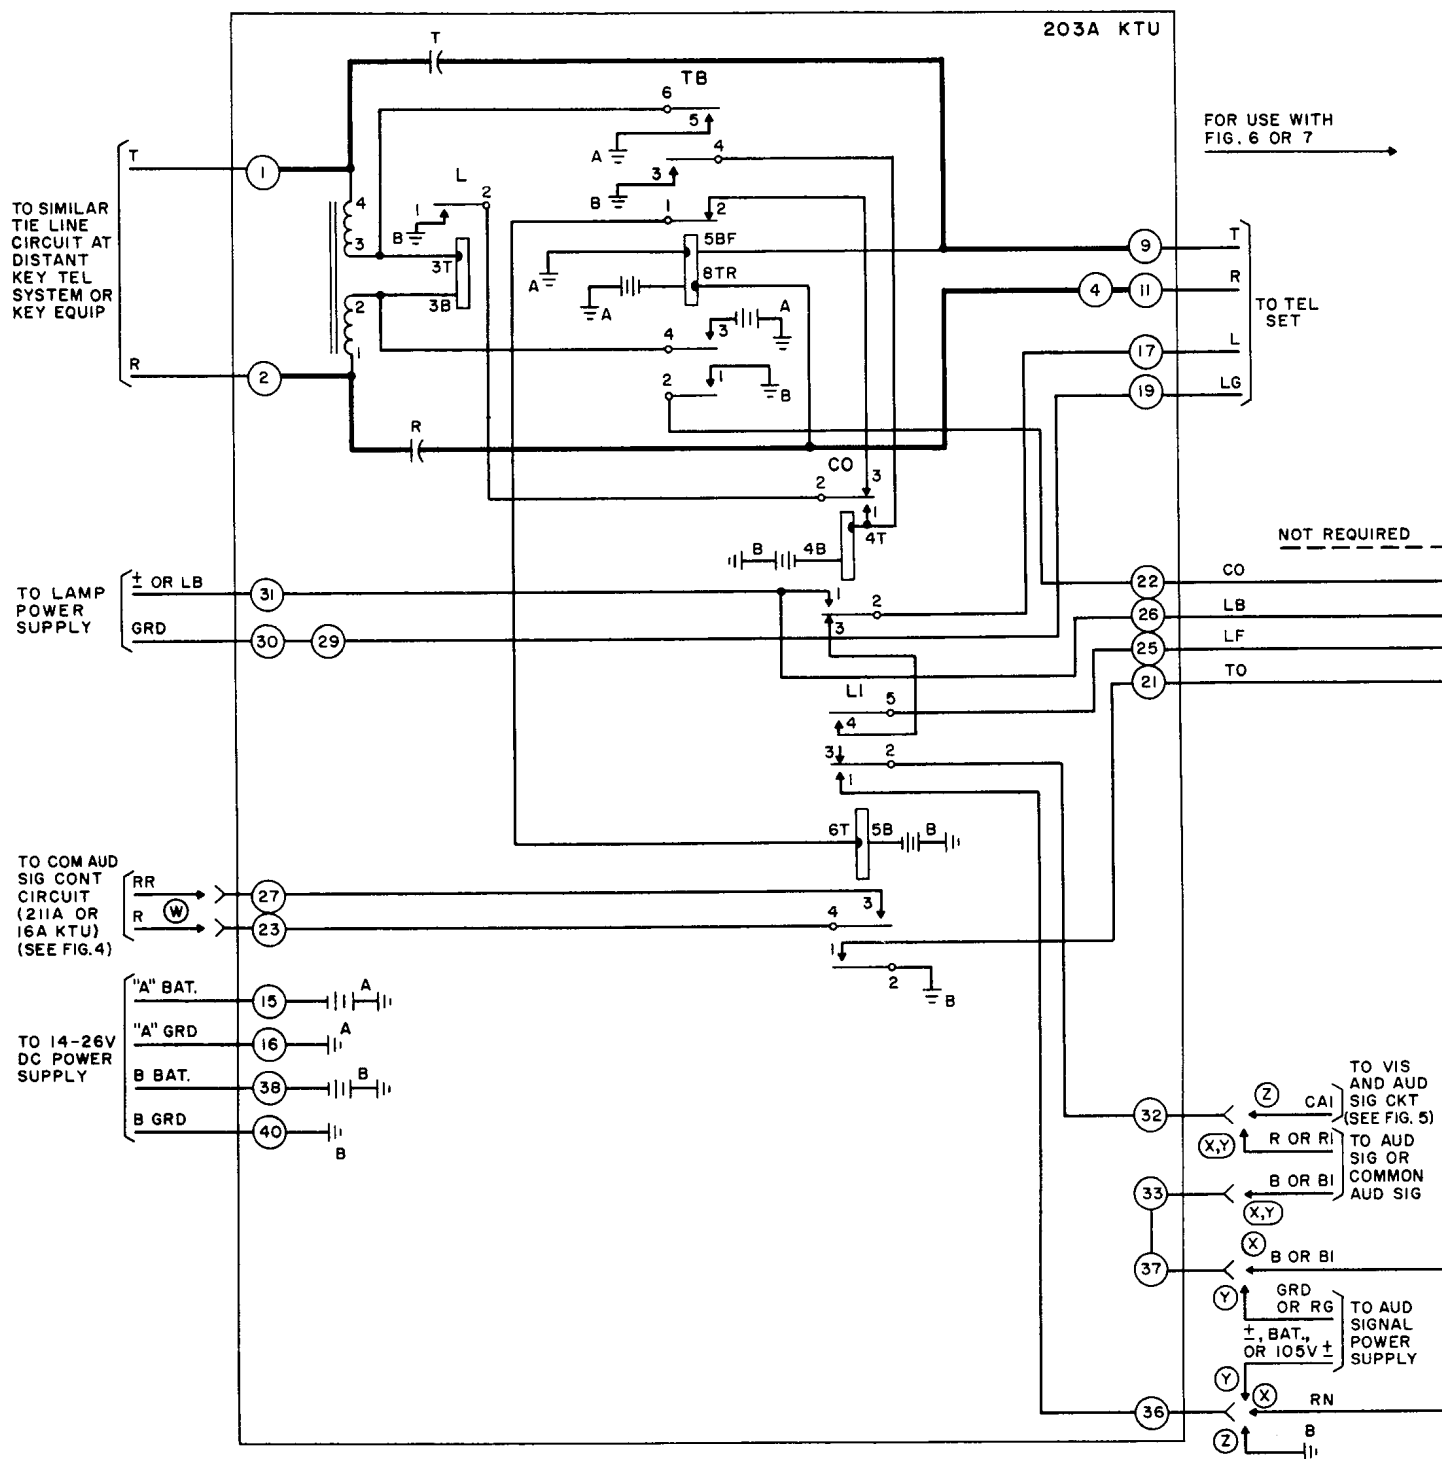 203A KTU
T
TB
6
5
A
FOR USE WITH
FIG. 6 OR 7
T
1
4
3
B
L
2
1
B
1
2
TO SIMILAR
TIE LINE
CIRCUIT AT
DISTANT
KEY TEL
SYSTEM OR
KEY EQUIP
4
3
3T
3B
2
1
5BF
A
8TR
A
9
T
4
11
R
TO TEL
SET
17
L
19
LG
4
3
A
2
1
B
R
2
R
CO
2
3
1
4T
B
4B
NOT REQUIRED
TO LAMP
POWER
SUPPLY
± OR LB
31
GRD
30
29
1
2
3
22
CO
26
LB
25
LF
21
TO
LI
5
4
3
2
1
6T
5B
B
TO COM AUD
SIG CONT
CIRCUIT
(211A OR
16A KTU)
(SEE FIG. 4)
RR
27
R
W
23
3
4
1
2
B
TO 14-26V
DC POWER
SUPPLY
"A" BAT.
15
A
"A" GRD
16
A
B BAT.
38
B
B GRD
40
B
32
Z
CA1
TO VIS
AND AUD
SIG CKT
(SEE FIG. 5)
X,Y
R OR R1
TO AUD
SIG OR
COMMON
AUD SIG
33
B OR B1
X,Y
X
37
B OR B1
Y
GRD
OR RG
±, BAT.,
OR 105V ±
TO AUD
SIGNAL
POWER
SUPPLY
Y
X
36
RN
Z
B